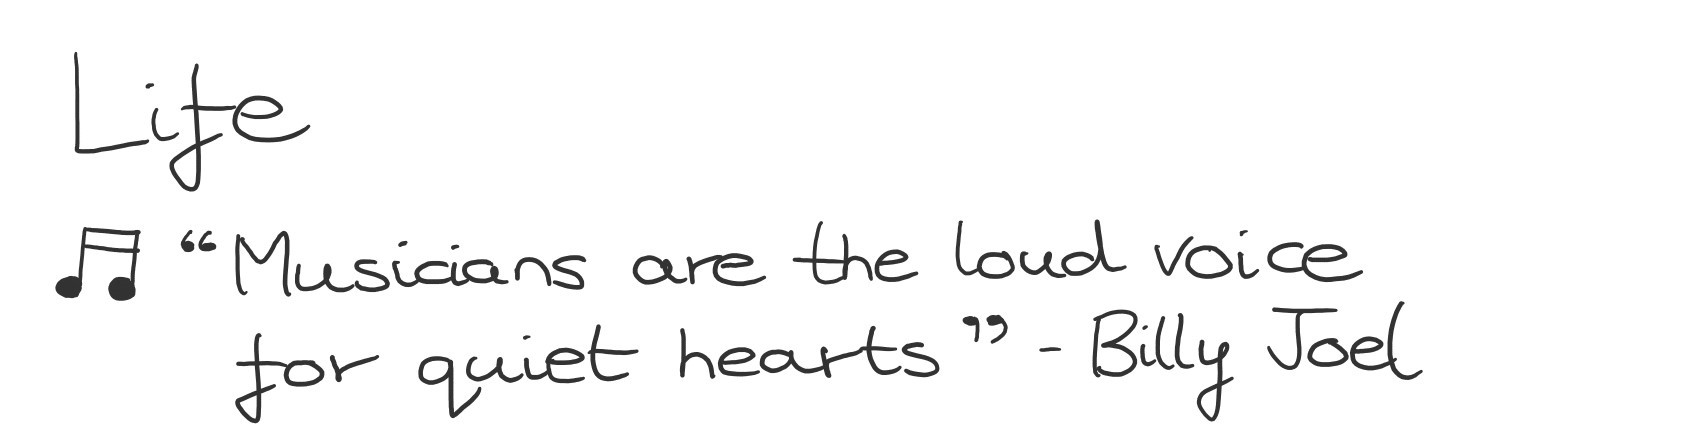 Life
♫ “Musicians are the loud voice
for quiet hearts” - Billy Joel